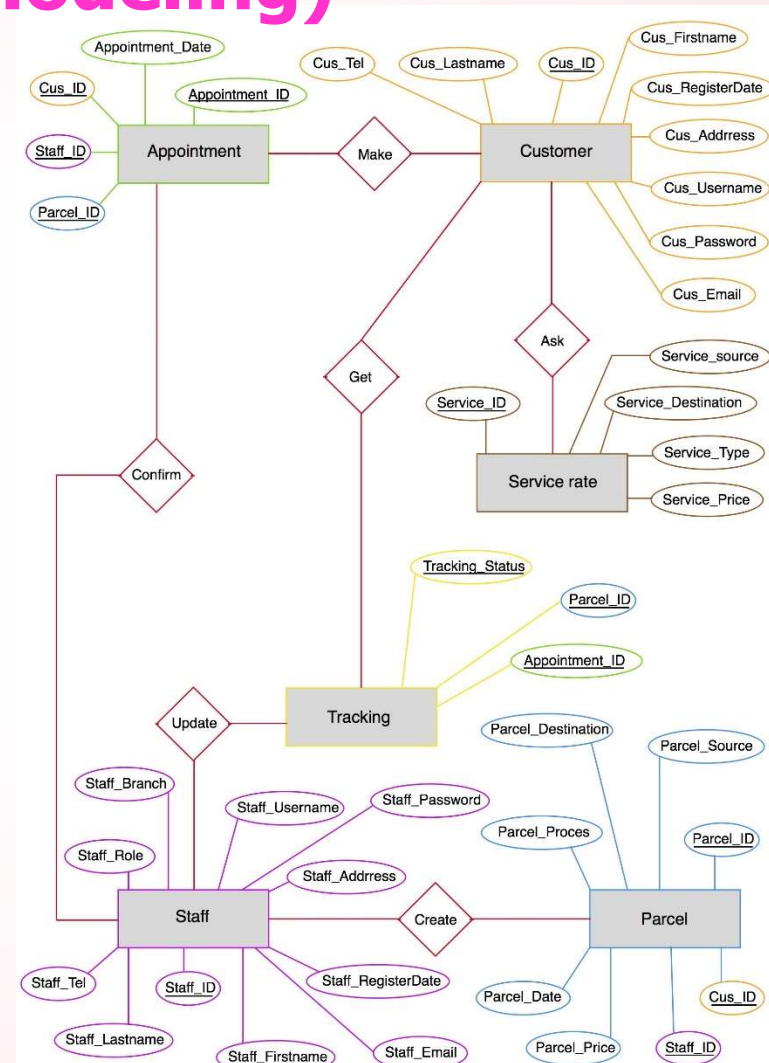 Modelling)
Appointment_Date
Cus_ID
Appointment_ID
Staff_ID
Parcel_ID
Appointment
Make
Cus_Tel
Cus_Lastname
Cus_ID
Cus_Firstname
Cus_RegisterDate
Cus_Addrress
Cus_Username
Cus_Password
Cus_Email
Customer
Get
Ask
Service_ID
Service_source
Service_Destination
Service_Type
Service_Price
Service rate
Confirm
Tracking_Status
Parcel_ID
Appointment_ID
Tracking
Update
Staff_Branch
Staff_Username
Staff_Password
Staff_Role
Staff_Addrress
Staff
Staff_Tel
Staff_ID
Staff_RegisterDate
Staff_Lastname
Staff_Firstname
Staff_Email
Create
Parcel_Destination
Parcel_Source
Parcel_Proces
Parcel_ID
Parcel
Parcel_Date
Cus_ID
Parcel_Price
Staff_ID